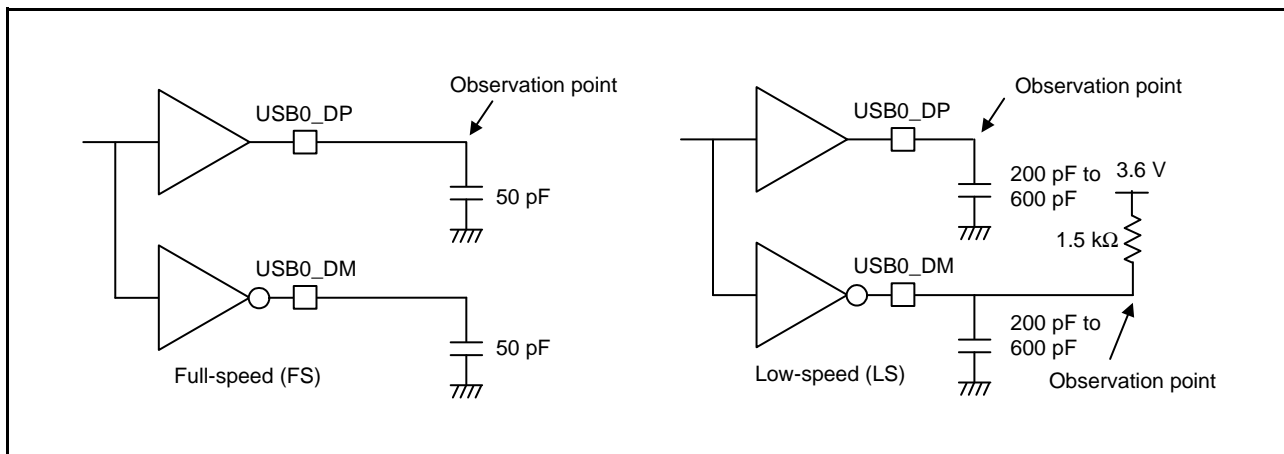 Observation point
USB0_DP
50 pF
USB0_DM
50 pF
Full-speed (FS)
Observation point
USB0_DP
200 pF to
600 pF
3.6 V
1.5 kΩ
USB0_DM
200 pF to
600 pF
Observation point
Low-speed (LS)